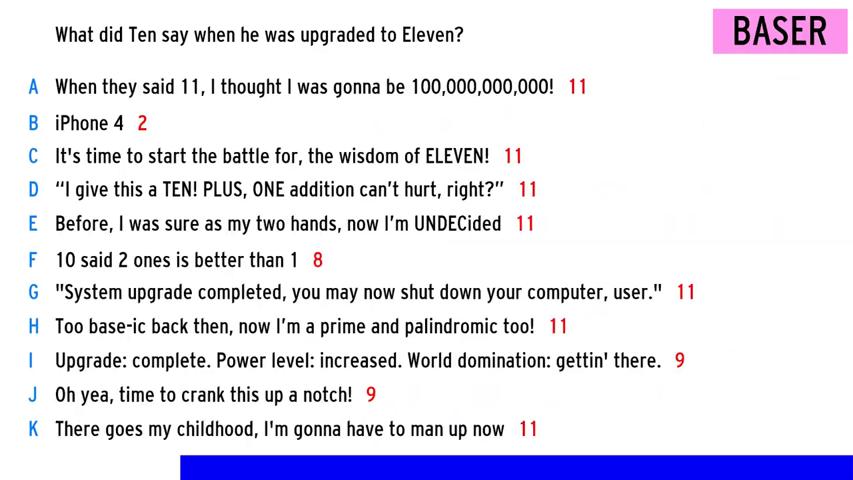 What did Ten say when he was upgraded to Eleven?
BASER
A When they said 11, I thought I was gonna be 100,000,000,000! 11
B iPhone 4 2
C It's time to start the battle for, the wisdom of ELEVEN! 11
D “I give this a TEN! PLUS, ONE addition can’t hurt, right?” 11
E Before, I was sure as my two hands, now I’m UNDECided 11
F 10 said 2 ones is better than 1 8
G "System upgrade completed, you may now shut down your computer, user." 11
H Too base-ic back then, now I’m a prime and palindromic too! 11
I Upgrade: complete. Power level: increased. World domination: gettin' there. 9
J Oh yea, time to crank this up a notch! 9
K There goes my childhood, I'm gonna have to man up now 11